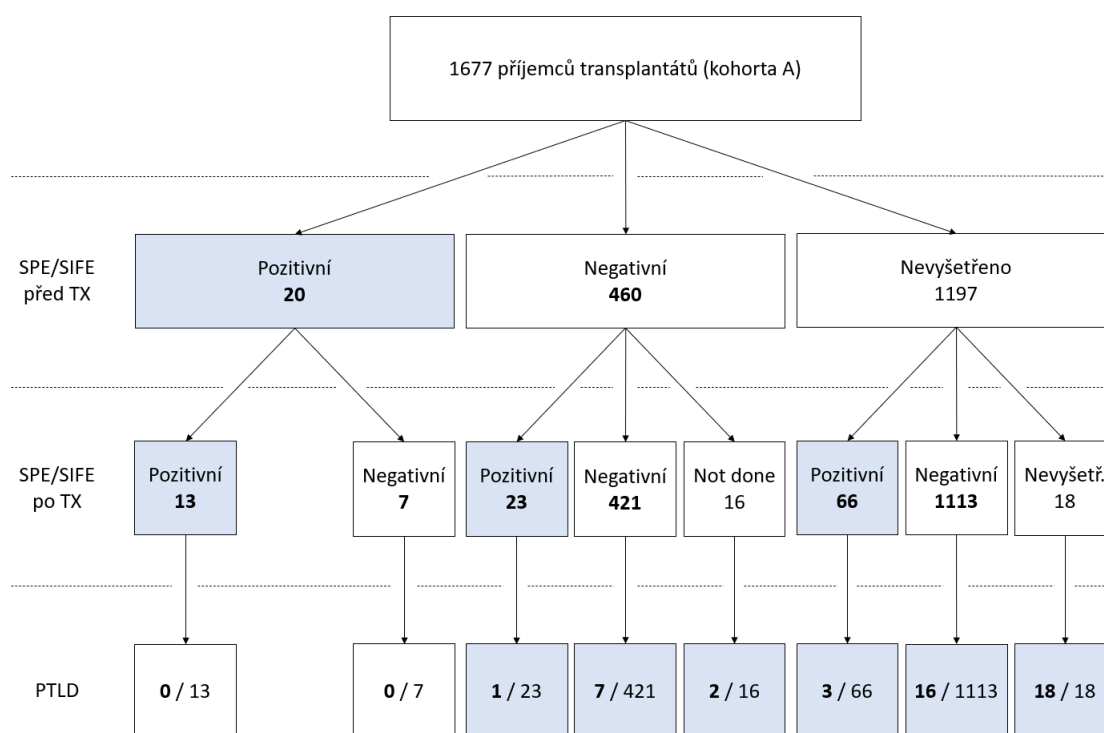 1677 příjemců transplantátů (kohorta A)
SPE/SIFE
před TX
Pozitivní
20
Negativní
460
Nevyšetřeno
1197
SPE/SIFE
po TX
Pozitivní
13
Negativní
7
Pozitivní
23
Negativní
421
Not done
16
Pozitivní
66
Negativní
1113
Nevyšetř.
18
PTLD
0 / 13
0 / 7
1 / 23
7 / 421
2 / 16
3 / 66
16 / 1113
18 / 18